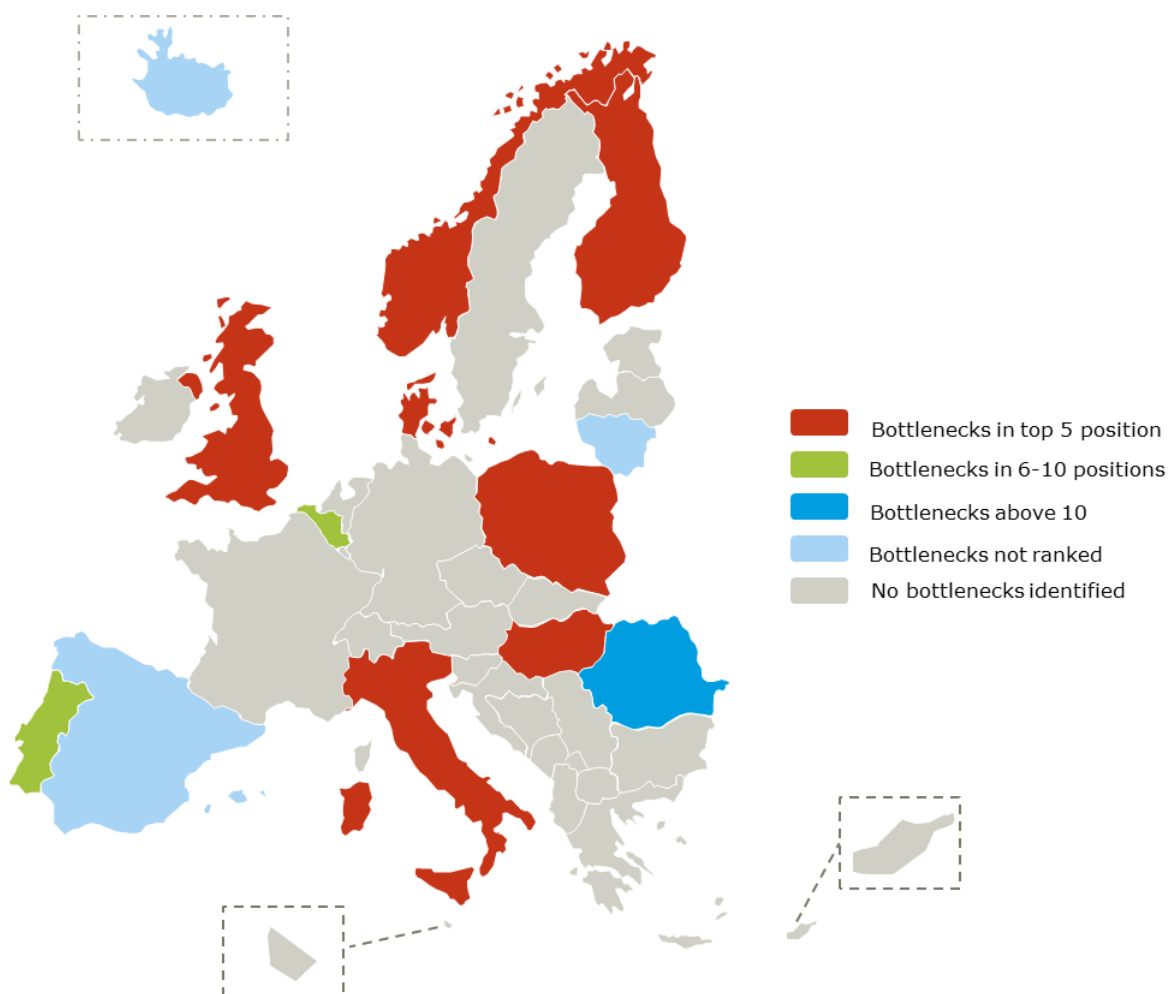 Bottlenecks in top 5 position
Bottlenecks in 6-10 positions
Bottlenecks above 10
Bottlenecks not ranked
No bottlenecks identified